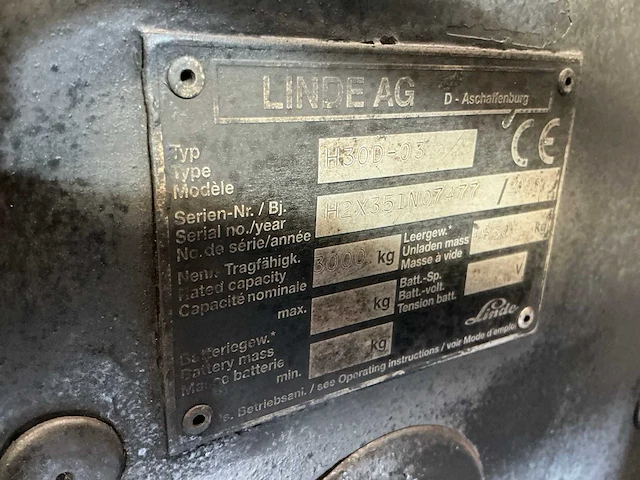 LINDE AG D-Aschaffenburg
Typ
Type
Modèle
H30D-03
CE
Serien-Nr. / Bj.
Serial no./year
No. de série/année
/
Nenn-Tragfähigk.
Rated capacity
Capacité nominale
3000 kg
Leergew.*
Unladen mass
Masse à vide
kg
max. kg
Batt.-Sp.
Batt.-volt.
Tension batt.
V
Batteriegew.*
Battery mass
Masse batterie
min. kg
Linde
Betriebsanl. / see Operating instructions / voir Mode d'emploi